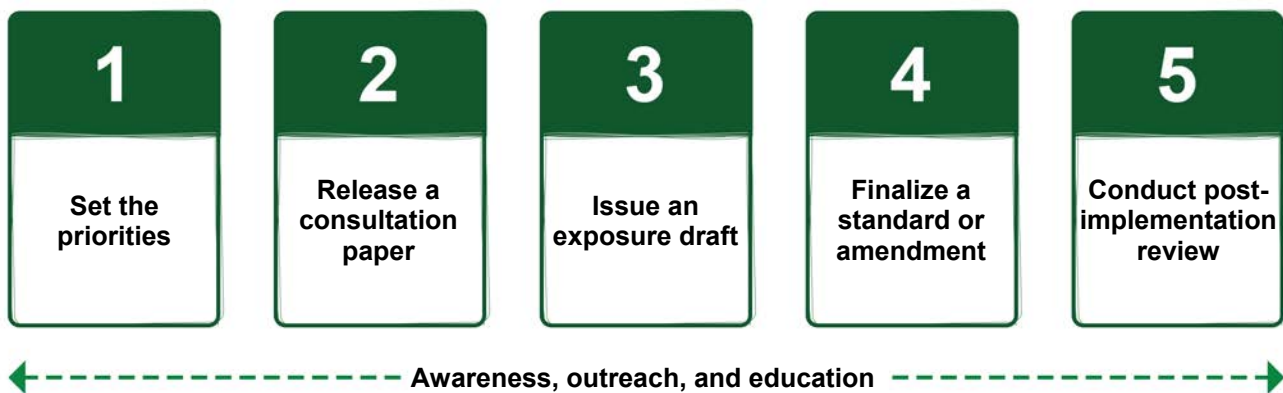 1
Set the
priorities
2
Release a
consultation
paper
3
Issue an
exposure draft
4
Finalize a
standard or
amendment
5
Conduct post-
implementation
review
Awareness, outreach, and education